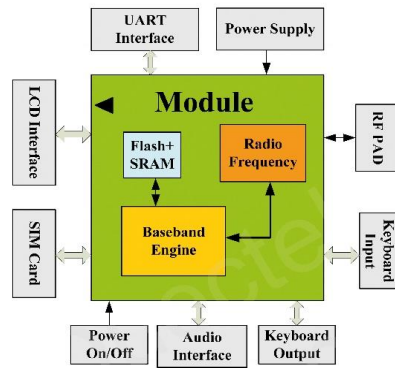 UART
Interface
Power Supply
LCD Interface
Module
RF PAD
Flash+
SRAM
Radio
Frequency
SIM Card
Baseband
Engine
Keyboard
Input
Power
On/Off
Audio
Interface
Keyboard
Output